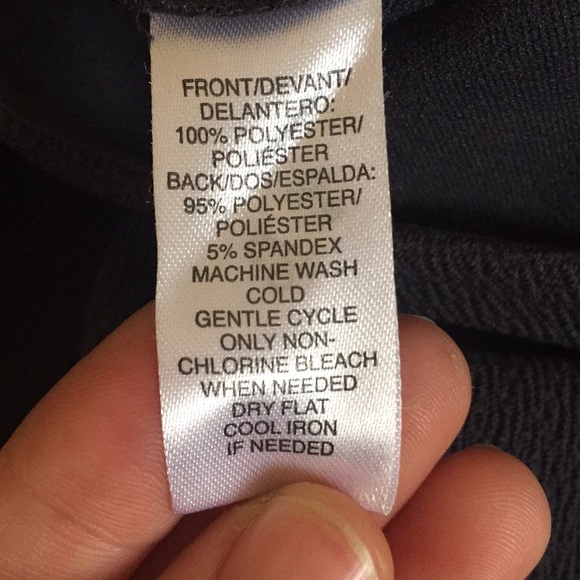 FRONT/DEVANT/
DELANTERO:
100% POLYESTER/
POLIÉSTER
BACK/DOS/ESPALDA:
95% POLYESTER/
POLIÉSTER
5% SPANDEX
MACHINE WASH
COLD
GENTLE CYCLE
ONLY NON-
CHLORINE BLEACH
WHEN NEEDED
DRY FLAT
COOL IRON
IF NEEDED